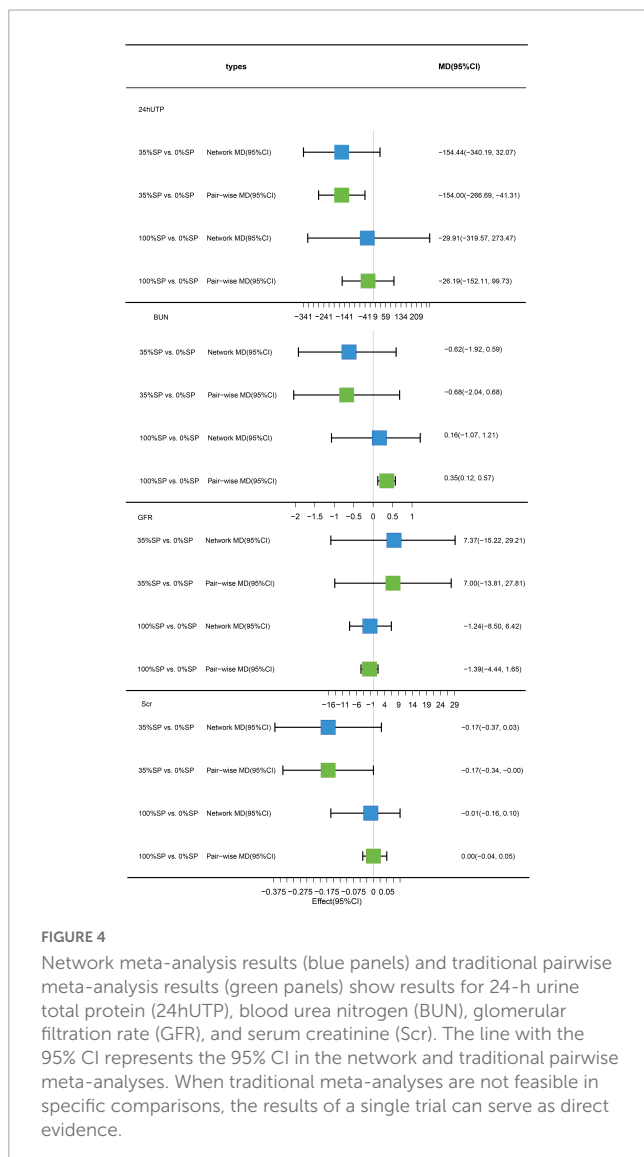 types MD(95%CI)
24hUTP
35%SP vs. 0%SP Network MD(95%CI) −154.44(−340.19, 32.07)
35%SP vs. 0%SP Pair−wise MD(95%CI) −154.00(−266.69, −41.31)
100%SP vs. 0%SP Network MD(95%CI) −29.91(−319.57, 273.47)
100%SP vs. 0%SP Pair−wise MD(95%CI) −26.19(−152.11, 99.73)
−341 −241 −141 −41 9 59 134 209
BUN
35%SP vs. 0%SP Network MD(95%CI) −0.62(−1.92, 0.59)
35%SP vs. 0%SP Pair−wise MD(95%CI) −0.68(−2.04, 0.68)
100%SP vs. 0%SP Network MD(95%CI) 0.16(−1.07, 1.21)
100%SP vs. 0%SP Pair−wise MD(95%CI) 0.35(0.12, 0.57)
−2 −1.5 −1 −0.5 0 0.5 1
GFR
35%SP vs. 0%SP Network MD(95%CI) 7.37(−15.22, 29.21)
35%SP vs. 0%SP Pair−wise MD(95%CI) 7.00(−13.81, 27.81)
100%SP vs. 0%SP Network MD(95%CI) −1.24(−8.50, 6.42)
100%SP vs. 0%SP Pair−wise MD(95%CI) −1.39(−4.44, 1.65)
−16 −11 −6 −1 4 9 14 19 24 29
Scr
35%SP vs. 0%SP Network MD(95%CI) −0.17(−0.37, 0.03)
35%SP vs. 0%SP Pair−wise MD(95%CI) −0.17(−0.34, −0.00)
100%SP vs. 0%SP Network MD(95%CI) −0.01(−0.16, 0.10)
100%SP vs. 0%SP Pair−wise MD(95%CI) 0.00(−0.04, 0.05)
−0.375 −0.275 −0.175 −0.075 0 0.05
Effect(95%CI)
FIGURE 4
Network meta-analysis results (blue panels) and traditional pairwise
meta-analysis results (green panels) show results for 24-h urine
total protein (24hUTP), blood urea nitrogen (BUN), glomerular
filtration rate (GFR), and serum creatinine (Scr). The line with the
95% CI represents the 95% CI in the network and traditional pairwise
meta-analyses. When traditional meta-analyses are not feasible in
specific comparisons, the results of a single trial can serve as direct
evidence.